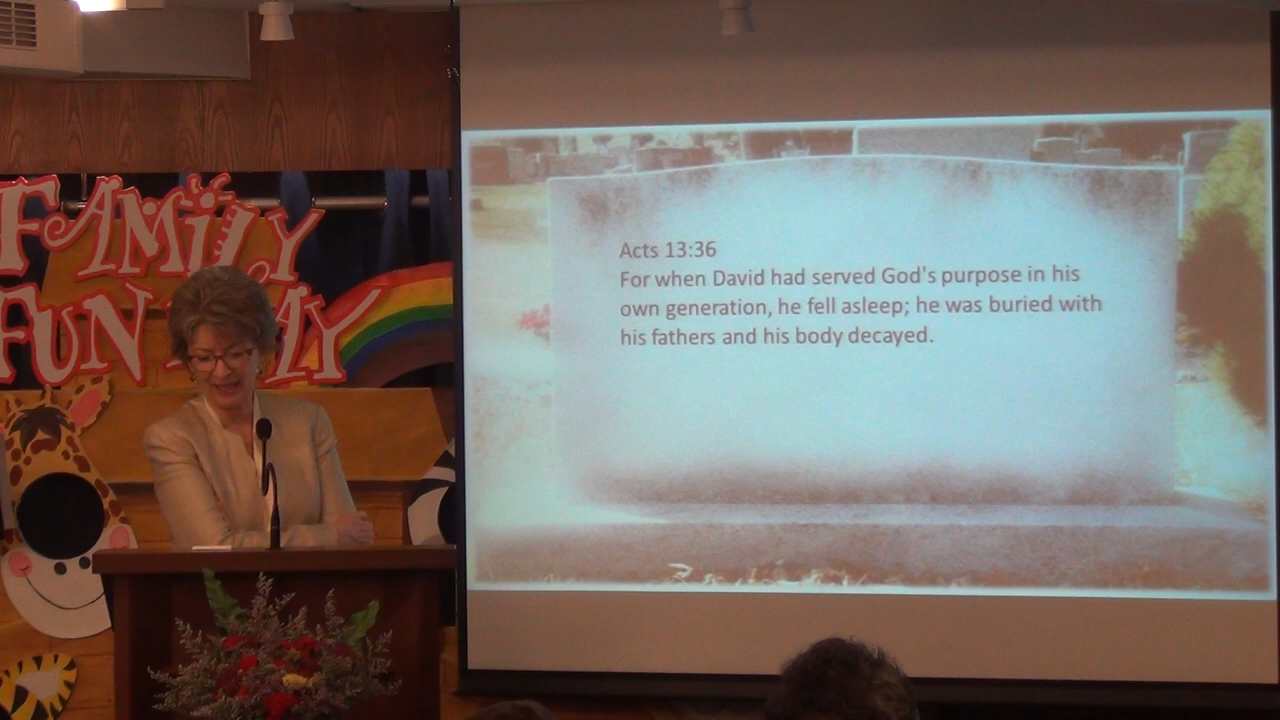 FAMILY
FUN DAY
Acts 13:36
For when David had served God's purpose in his
own generation, he fell asleep; he was buried with
his fathers and his body decayed.